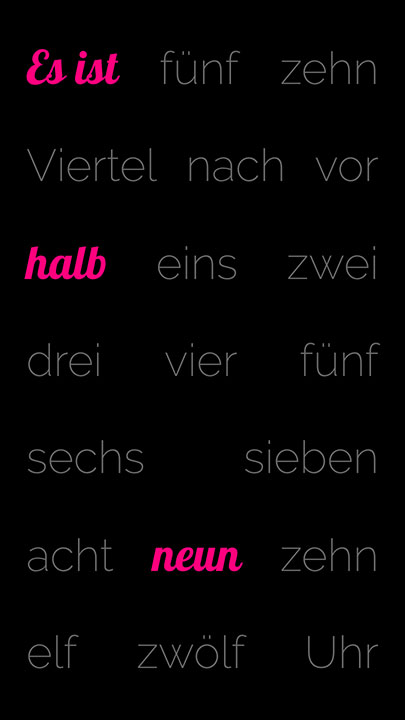 Es ist fünf zehn
Viertel nach vor
halb eins zwei
drei vier fünf
sechs sieben
acht neun zehn
elf zwölf Uhr